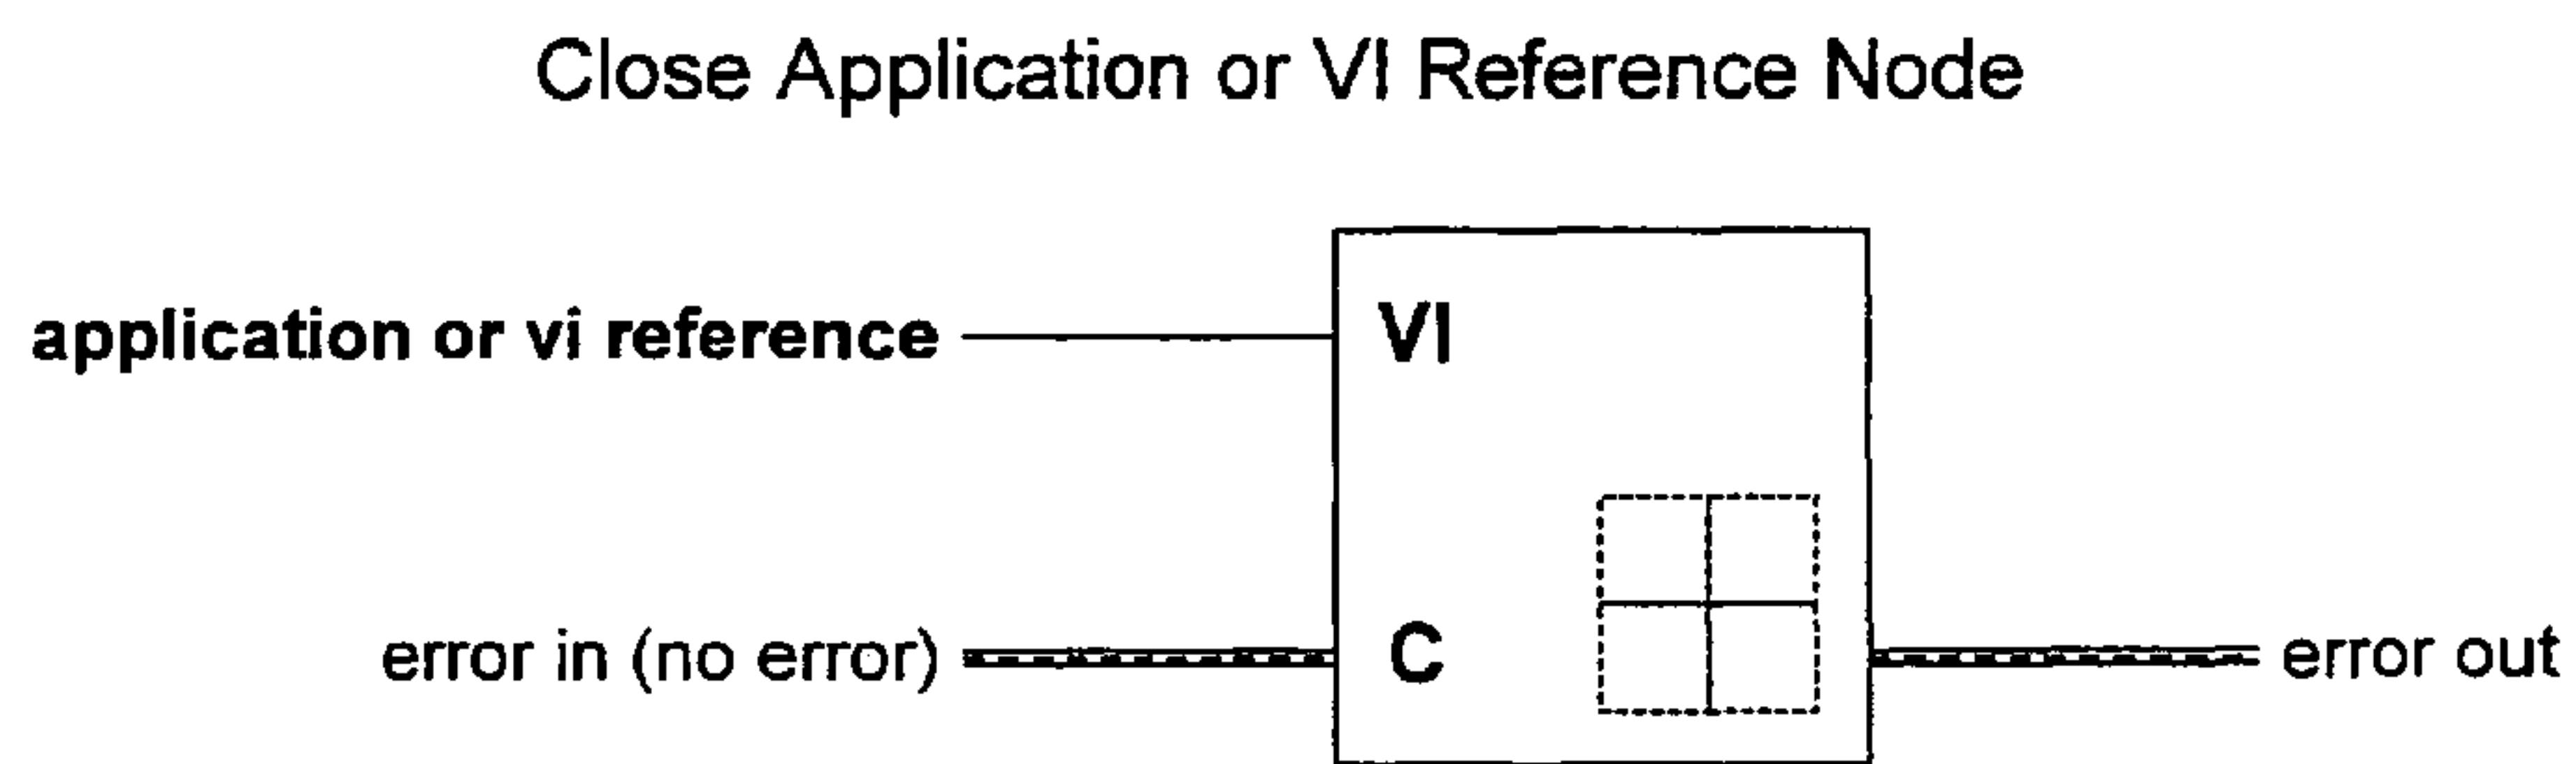 Close Application or VI Reference Node
application or vi reference VI
error in (no error) C error out